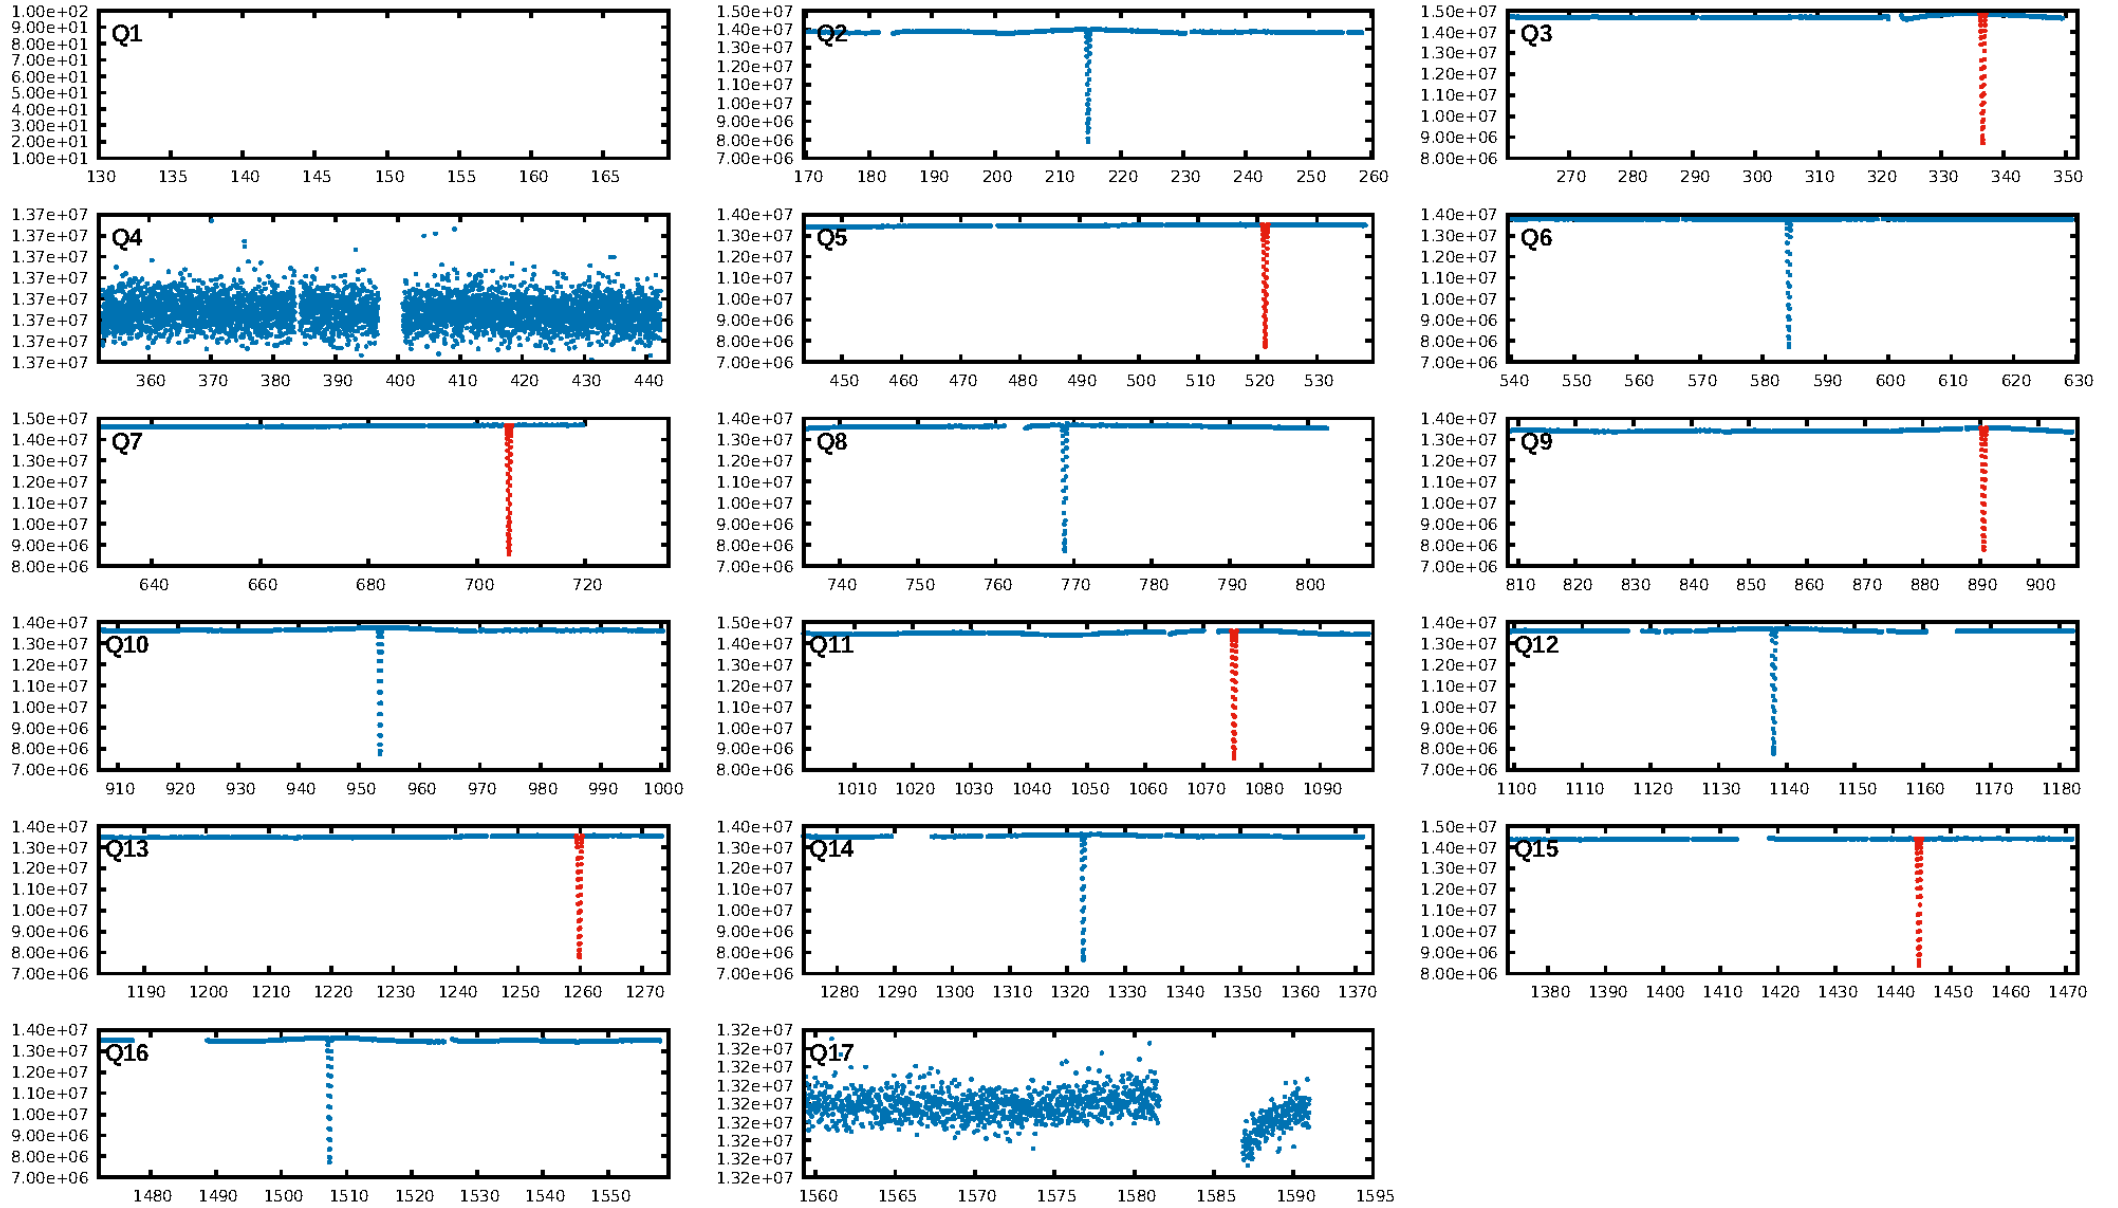 1.00e+02
9.00e+01
8.00e+01
7.00e+01
6.00e+01
5.00e+01
4.00e+01
3.00e+01
2.00e+01
1.00e+01
Q1
130 135 140 145 150 155 160 165
1.50e+07
1.40e+07
1.30e+07
1.20e+07
1.10e+07
1.00e+07
9.00e+06
8.00e+06
7.00e+06
Q2
170 180 190 200 210 220 230 240 250 260
1.50e+07
1.40e+07
1.30e+07
1.20e+07
1.10e+07
1.00e+07
9.00e+06
8.00e+06
Q3
270 280 290 300 310 320 330 340 350
1.37e+07
1.37e+07
1.37e+07
1.37e+07
1.37e+07
1.37e+07
1.37e+07
1.37e+07
Q4
360 370 380 390 400 410 420 430 440
1.40e+07
1.30e+07
1.20e+07
1.10e+07
1.00e+07
9.00e+06
8.00e+06
7.00e+06
Q5
450 460 470 480 490 500 510 520 530
1.40e+07
1.30e+07
1.20e+07
1.10e+07
1.00e+07
9.00e+06
8.00e+06
7.00e+06
Q6
540 550 560 570 580 590 600 610 620 630
1.50e+07
1.40e+07
1.30e+07
1.20e+07
1.10e+07
1.00e+07
9.00e+06
8.00e+06
Q7
640 660 680 700 720
1.40e+07
1.30e+07
1.20e+07
1.10e+07
1.00e+07
9.00e+06
8.00e+06
7.00e+06
Q8
740 750 760 770 780 790 800
1.40e+07
1.30e+07
1.20e+07
1.10e+07
1.00e+07
9.00e+06
8.00e+06
7.00e+06
Q9
810 820 830 840 850 860 870 880 890 900
1.40e+07
1.30e+07
1.20e+07
1.10e+07
1.00e+07
9.00e+06
8.00e+06
7.00e+06
Q10
910 920 930 940 950 960 970 980 990 1000
1.50e+07
1.40e+07
1.30e+07
1.20e+07
1.10e+07
1.00e+07
9.00e+06
8.00e+06
Q11
1010 1020 1030 1040 1050 1060 1070 1080 1090
1.40e+07
1.30e+07
1.20e+07
1.10e+07
1.00e+07
9.00e+06
8.00e+06
7.00e+06
Q12
1100 1110 1120 1130 1140 1150 1160 1170 1180
1.40e+07
1.30e+07
1.20e+07
1.10e+07
1.00e+07
9.00e+06
8.00e+06
7.00e+06
Q13
1190 1200 1210 1220 1230 1240 1250 1260 1270
1.40e+07
1.30e+07
1.20e+07
1.10e+07
1.00e+07
9.00e+06
8.00e+06
7.00e+06
Q14
1280 1290 1300 1310 1320 1330 1340 1350 1360 1370
1.50e+07
1.40e+07
1.30e+07
1.20e+07
1.10e+07
1.00e+07
9.00e+06
8.00e+06
Q15
1380 1390 1400 1410 1420 1430 1440 1450 1460 1470
1.40e+07
1.30e+07
1.20e+07
1.10e+07
1.00e+07
9.00e+06
8.00e+06
7.00e+06
Q16
1480 1490 1500 1510 1520 1530 1540 1550
1.32e+07
1.32e+07
1.32e+07
1.32e+07
1.32e+07
1.32e+07
1.32e+07
1.32e+07
1.32e+07
Q17
1560 1565 1570 1575 1580 1585 1590 1595